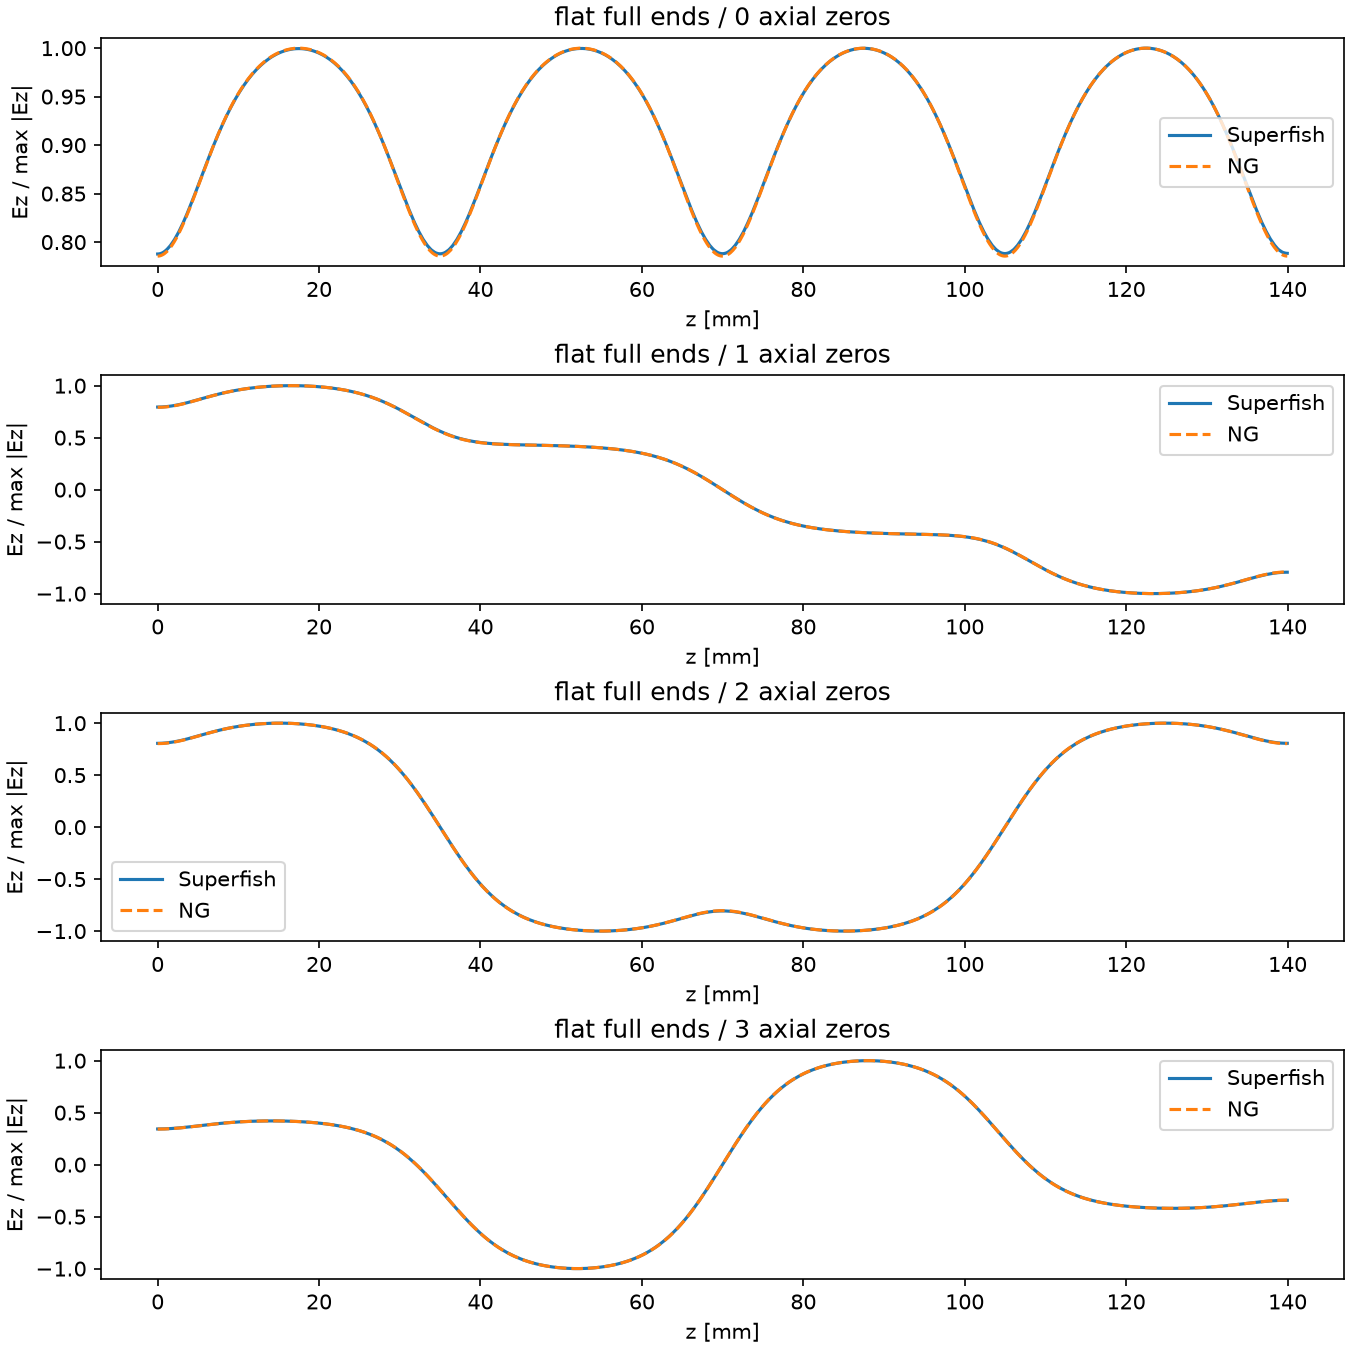 flat full ends / 0 axial zeros
Ez / max |Ez|
1.00
0.95
0.90
0.85
0.80
Superfish
NG
0 20 40 60 80 100 120 140
z [mm]
flat full ends / 1 axial zeros
Ez / max |Ez|
1.0
0.5
0.0
−0.5
−1.0
Superfish
NG
0 20 40 60 80 100 120 140
z [mm]
flat full ends / 2 axial zeros
Ez / max |Ez|
1.0
0.5
0.0
−0.5
−1.0
Superfish
NG
0 20 40 60 80 100 120 140
z [mm]
flat full ends / 3 axial zeros
Ez / max |Ez|
1.0
0.5
0.0
−0.5
−1.0
Superfish
NG
0 20 40 60 80 100 120 140
z [mm]